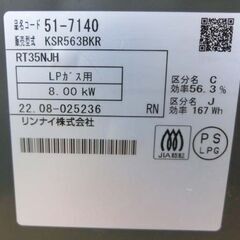 品名コード 51-7140
販売型式 KSR563BKR
RT35NJH
LPガス用
8.00 kW
22.08-025236 RN
リンナイ株式会社
区分名 C
効率 56.3 %
区分名 J
効率 167 Wh
JIA認証
PS
LPG